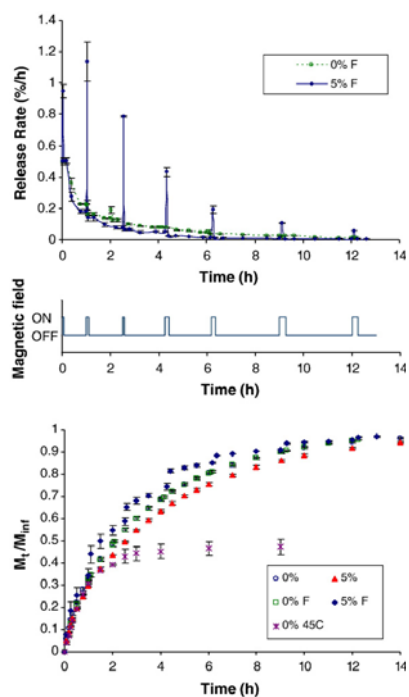 1.4
1.2
1
0.8
0.6
0.4
0.2
0
Release Rate (%/h)
0% F
5% F
0 2 4 6 8 10 12 14
Time (h)
Magnetic field
ON
OFF
0 2 4 6 8 10 12 14
Time (h)
1
0.9
0.8
0.7
0.6
0.5
0.4
0.3
0.2
0.1
0
Mt/Minf
0% 5%
0% F 5% F
0% 45C
0 2 4 6 8 10 12 14
Time (h)